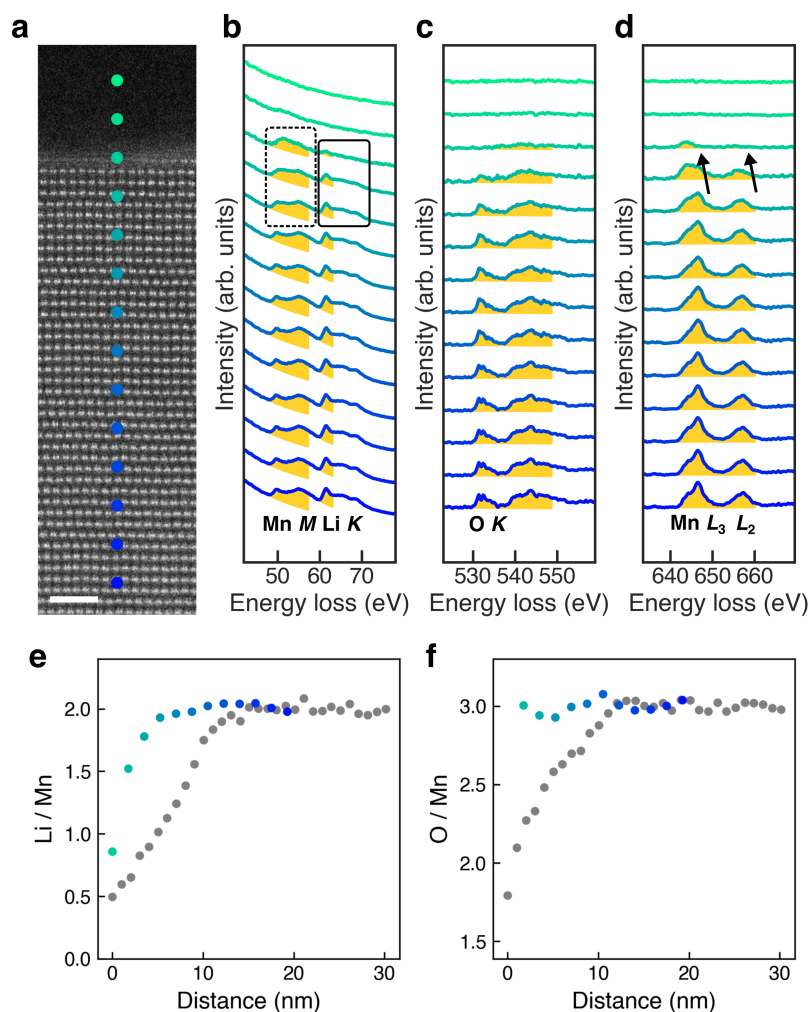 a
b
c
d
Intensity (arb. units)
Mn M Li K
50 60 70
Energy loss (eV)
Intensity (arb. units)
O K
530 540 550
Energy loss (eV)
Intensity (arb. units)
Mn L3 L2
640 650 660
Energy loss (eV)
e
Li / Mn
2.0
1.5
1.0
0.5
0.0
0 10 20 30
Distance (nm)
f
O / Mn
3.0
2.5
2.0
1.5
0 10 20 30
Distance (nm)